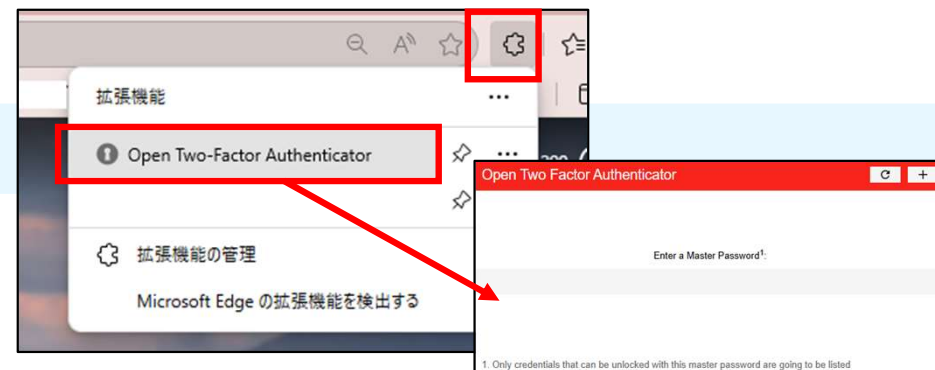 拡張機能
Open Two-Factor Authenticator
拡張機能の管理
Microsoft Edge の拡張機能を検出する
Open Two Factor Authenticator
Enter a Master Password1:
1. Only credentials that can be unlocked with this master password are going to be listed